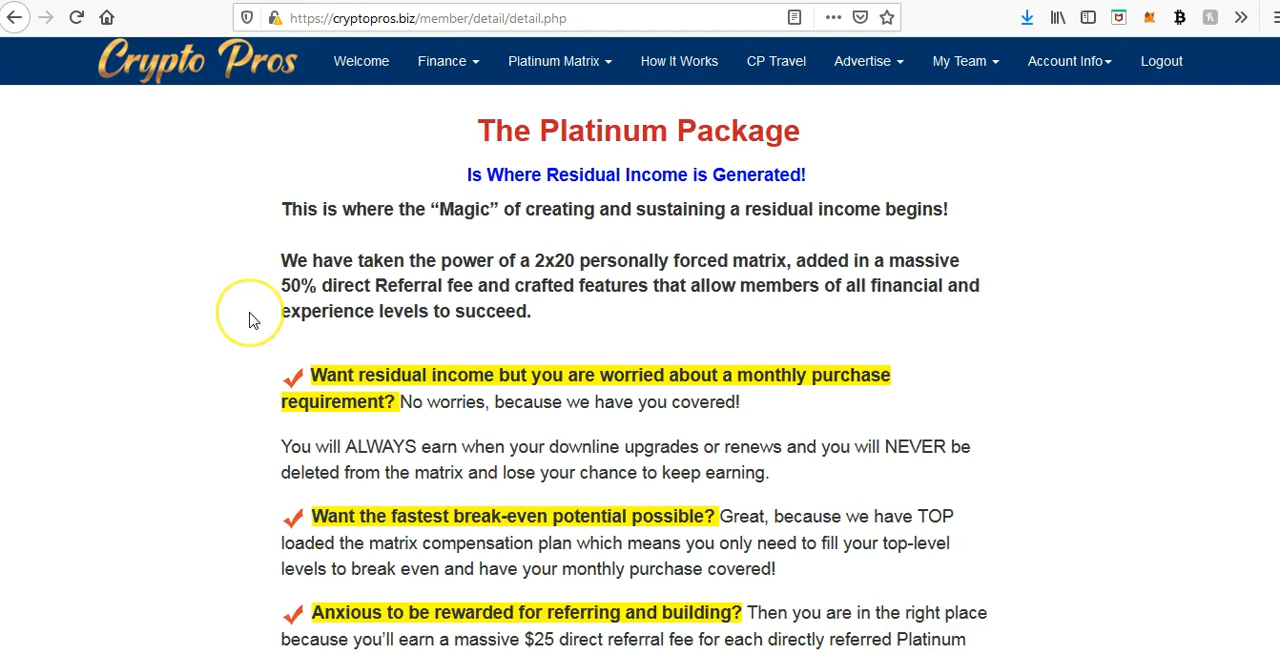 https://cryptopros.biz/member/detail/detail.php
Crypto Pros Welcome Finance Platinum Matrix How It Works CP Travel Advertise My Team Account Info Logout
The Platinum Package
Is Where Residual Income is Generated!
This is where the “Magic” of creating and sustaining a residual income begins!
We have taken the power of a 2x20 personally forced matrix, added in a massive
50% direct Referral fee and crafted features that allow members of all financial and
experience levels to succeed.
Want residual income but you are worried about a monthly purchase
requirement? No worries, because we have you covered!
You will ALWAYS earn when your downline upgrades or renews and you will NEVER be
deleted from the matrix and lose your chance to keep earning.
Want the fastest break-even potential possible? Great, because we have TOP
loaded the matrix compensation plan which means you only need to fill your top-level
levels to break even and have your monthly purchase covered!
Anxious to be rewarded for referring and building? Then you are in the right place
because you’ll earn a massive $25 direct referral fee for each directly referred Platinum